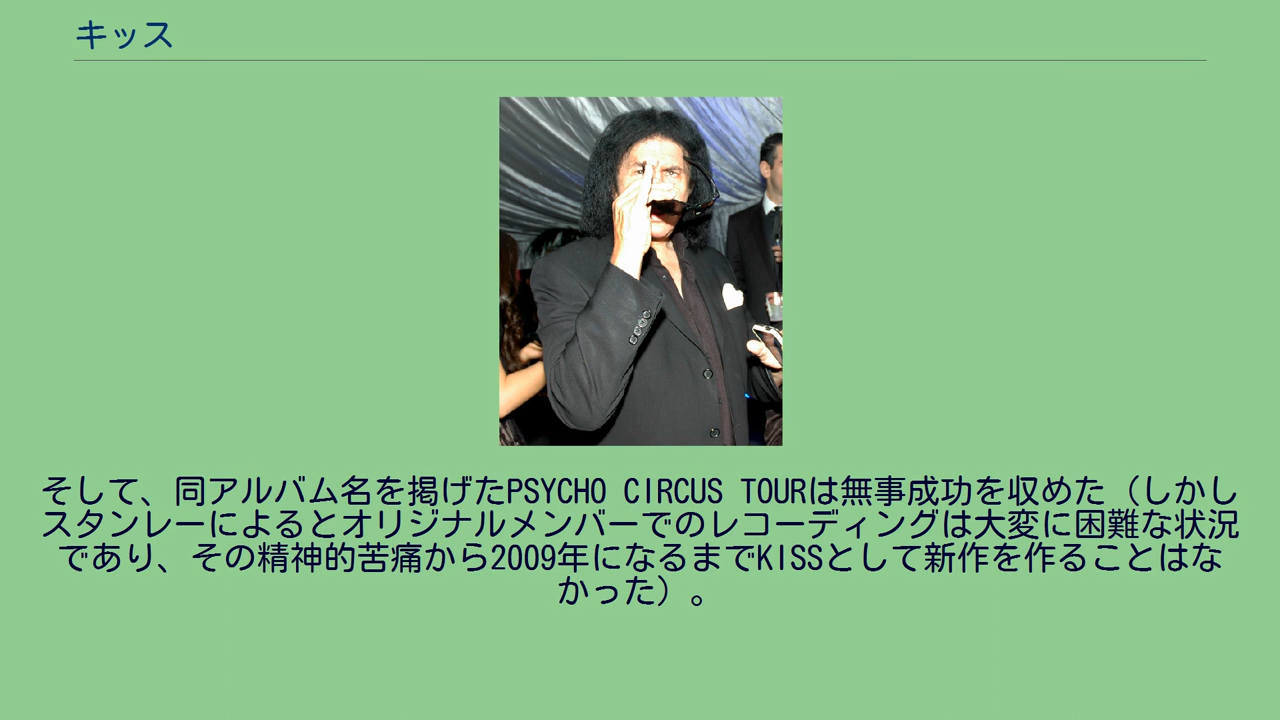 キッス
そして、同アルバム名を掲げたPSYCHO CIRCUS TOURは無事成功を収めた（しかし
スタンレーによるとオリジナルメンバーでのレコーディングは大変に困難な状況
であり、その精神的苦痛から2009年になるまでKISSとして新作を作ることはな
かった）。